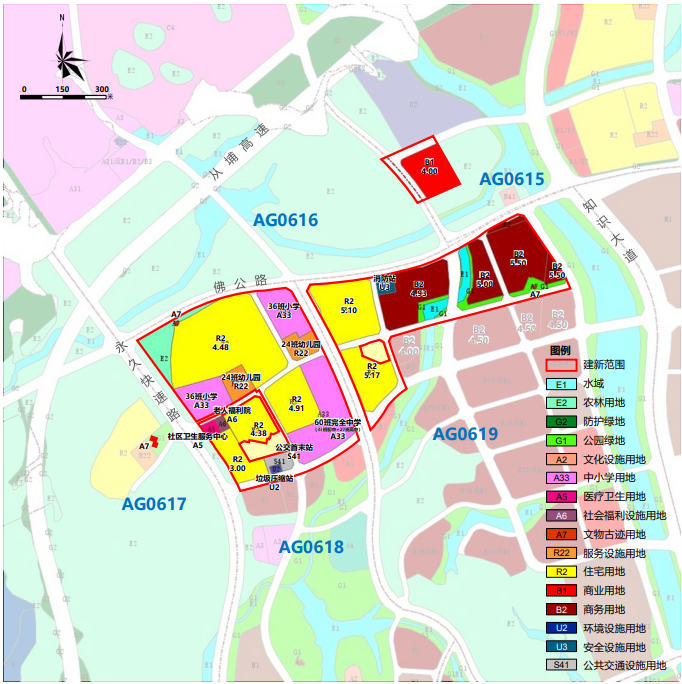 N
0 150 300米
从埔高速
B1
4.00
AG0615
AG0616
知识大道
佛公路
永久快速路
消防站
U3
B2
4.93
B2
5.00
B2
5.50
B2
5.50
G1
E1
G1
A7
A7
36班小学
A33
R2
5.10
R2
4.48
24班幼儿园
R22
R2
5.17
24班幼儿园
R22
36班小学
A33
R2
4.91
老人福利院
A6
R2
4.38
A33
60班完全中学
A33
社区卫生服务中心
A5
A7
公交首末站
S41
R2
3.00
垃圾压缩站
U2
B2
4.00
B2
4.50
B2
4.50
B2
4.50
AG0619
AG0617
AG0618
图例
建新范围
E1 水域
E2 农林用地
G2 防护绿地
G1 公园绿地
A2 文化设施用地
A33 中小学用地
A5 医疗卫生用地
A6 社会福利设施用地
A7 文物古迹用地
R22 服务设施用地
R2 住宅用地
B1 商业用地
B2 商务用地
U2 环境设施用地
U3 安全设施用地
S41 公共交通设施用地